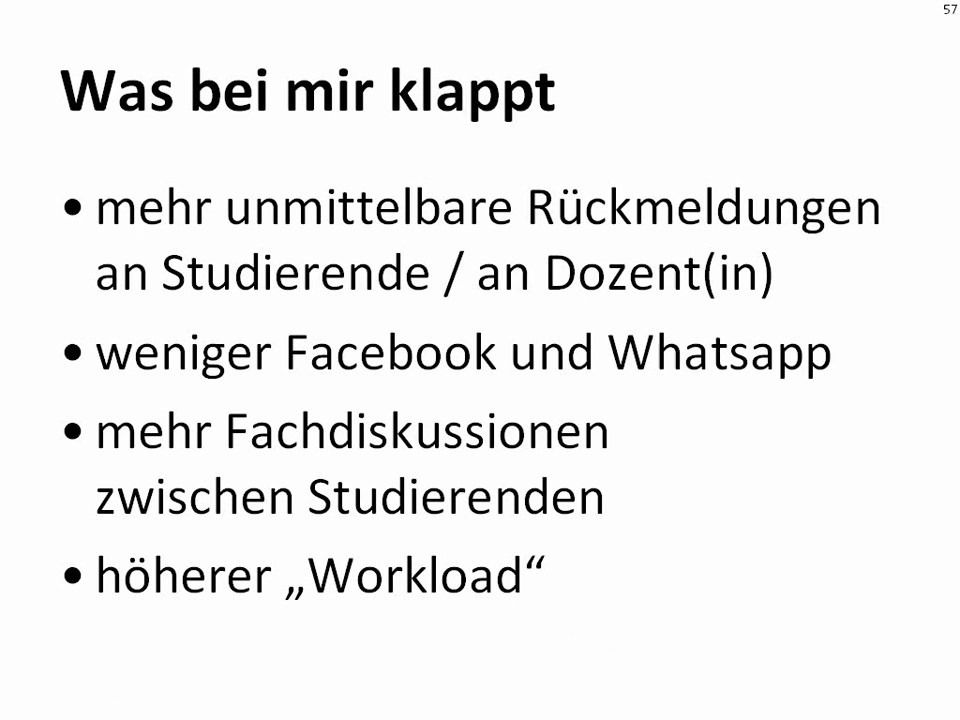 57
Was bei mir klappt
• mehr unmittelbare Rückmeldungen
an Studierende / an Dozent(in)
• weniger Facebook und Whatsapp
• mehr Fachdiskussionen
zwischen Studierenden
• höherer „Workload“